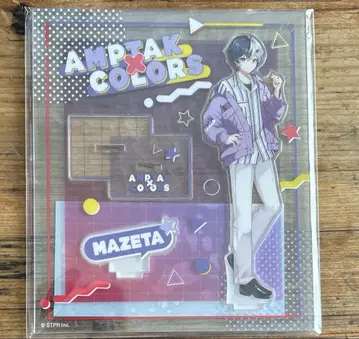 AMPTAK
×
COLORS
AMPTAK
×
COLORS
MAZETA
© STPR Inc.